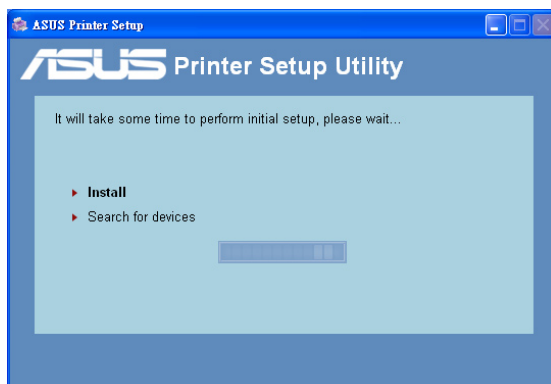 ASUS Printer Setup
ASUS Printer Setup Utility
It will take some time to perform initial setup, please wait...
Install
Search for devices